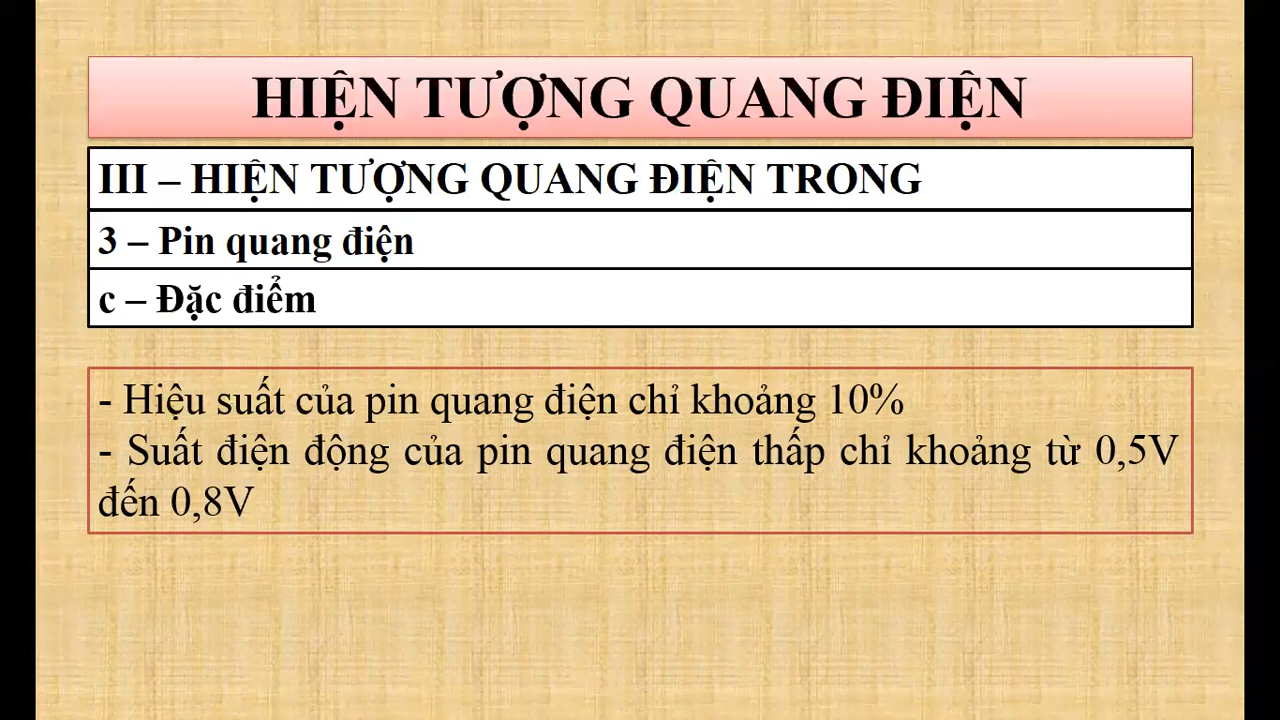 HIỆN TƯỢNG QUANG ĐIỆN
III – HIỆN TƯỢNG QUANG ĐIỆN TRONG
3 – Pin quang điện
c – Đặc điểm
- Hiệu suất của pin quang điện chỉ khoảng 10%
- Suất điện động của pin quang điện thấp chỉ khoảng từ 0,5V
đến 0,8V